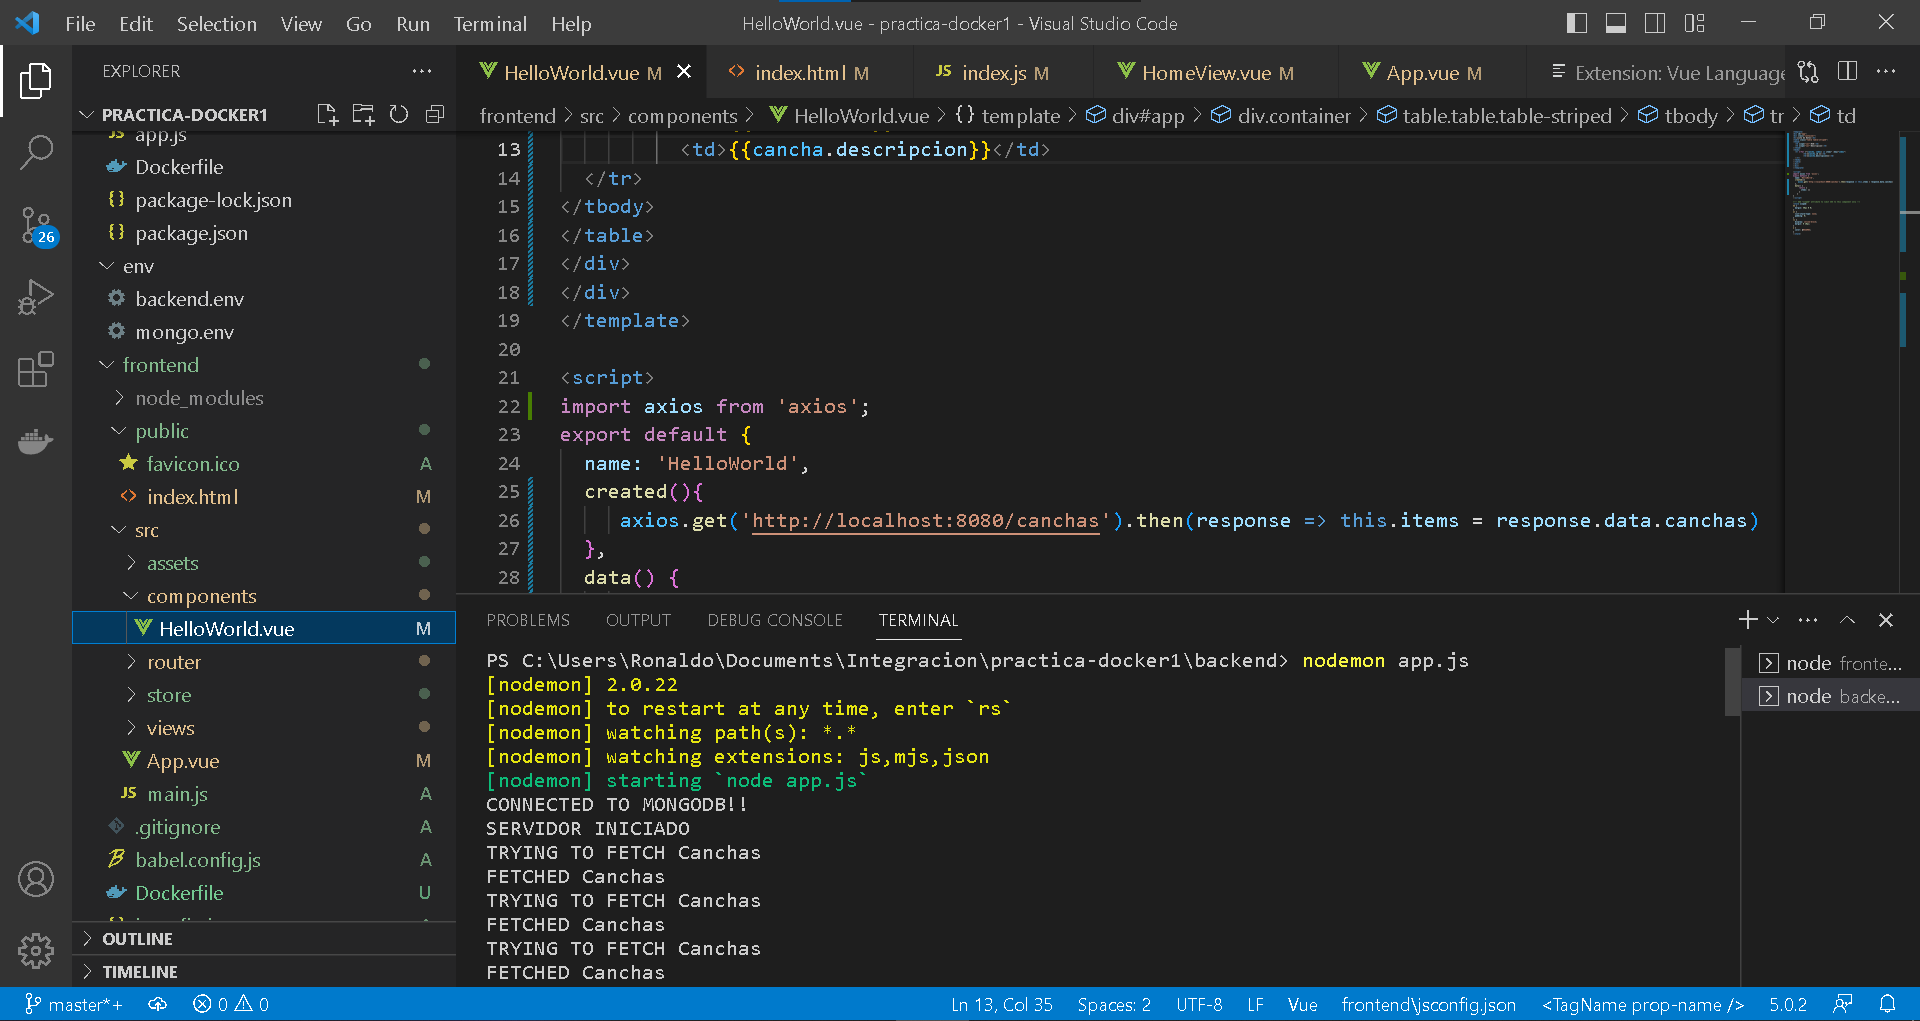 File Edit Selection View Go Run Terminal Help
HelloWorld.vue - practica-docker1 - Visual Studio Code
EXPLORER
PRACTICA-DOCKER1
app.js
Dockerfile
package-lock.json
package.json
env
backend.env
mongo.env
frontend
node_modules
public
favicon.ico A
index.html M
src
assets
components
HelloWorld.vue M
router
store
views
App.vue M
main.js A
.gitignore A
babel.config.js A
Dockerfile U
OUTLINE
TIMELINE
26
HelloWorld.vue M
index.html M
index.js M
HomeView.vue M
App.vue M
Extension: Vue Language
frontend > src > components > HelloWorld.vue > {} template > div#app > div.container > table.table.table-striped > tbody > tr > td
13 <td>{{cancha.descripcion}}</td>
14 </tr>
15 </tbody>
16 </table>
17 </div>
18 </div>
19 </template>
20
21 <script>
22 import axios from 'axios';
23 export default {
24 name: 'HelloWorld',
25 created(){
26 axios.get('http://localhost:8080/canchas').then(response => this.items = response.data.canchas)
27 },
28 data() {
PROBLEMS OUTPUT DEBUG CONSOLE TERMINAL
PS C:\Users\Ronaldo\Documents\Integracion\practica-docker1\backend> nodemon app.js
[nodemon] 2.0.22
[nodemon] to restart at any time, enter `rs`
[nodemon] watching path(s): *.*
[nodemon] watching extensions: js,mjs,json
[nodemon] starting `node app.js`
CONNECTED TO MONGODB!!
SERVIDOR INICIADO
TRYING TO FETCH Canchas
FETCHED Canchas
TRYING TO FETCH Canchas
FETCHED Canchas
TRYING TO FETCH Canchas
FETCHED Canchas
node fronte...
node backe...
master*+ 0 0
Ln 13, Col 35 Spaces: 2 UTF-8 LF Vue frontend\jsconfig.json <TagName prop-name /> 5.0.2